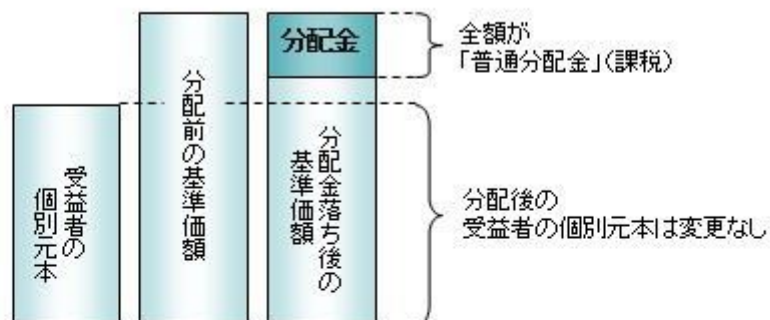 受益者の
個別元本
分配前の基準価額
分配金
分配金落ち後の
基準価額
全額が
「普通分配金」(課税)
分配後の
受益者の個別元本は変更なし